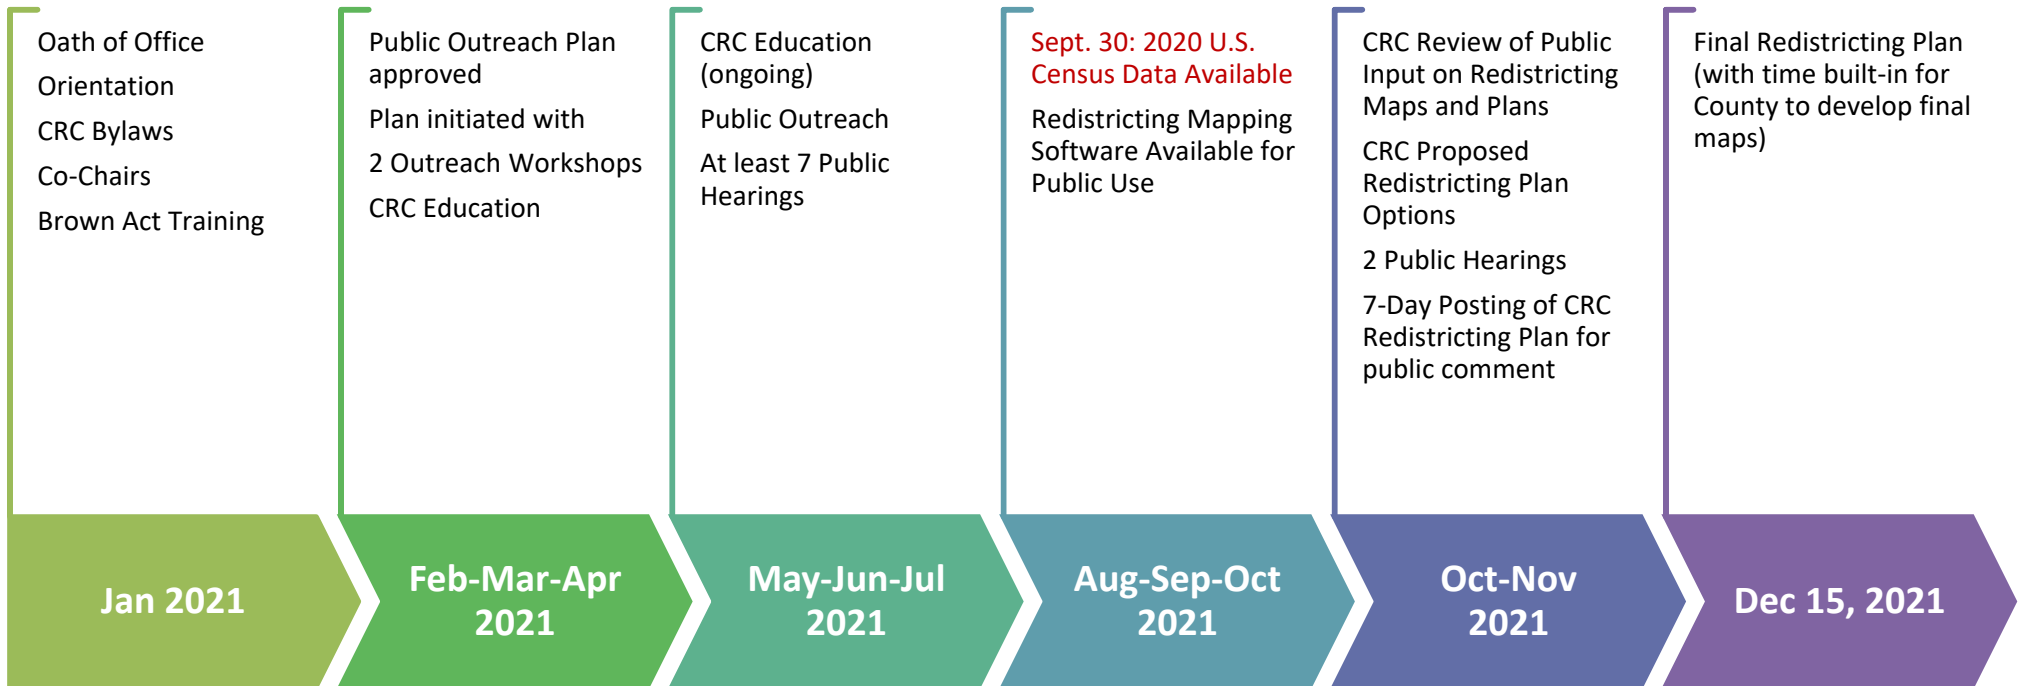 Oath of Office
Orientation
CRC Bylaws
Co-Chairs
Brown Act Training
Public Outreach Plan
approved
Plan initiated with
2 Outreach Workshops
CRC Education
CRC Education
(ongoing)
Public Outreach
At least 7 Public
Hearings
Sept. 30: 2020 U.S.
Census Data Available
Redistricting Mapping
Software Available for
Public Use
CRC Review of Public
Input on Redistricting
Maps and Plans
CRC Proposed
Redistricting Plan
Options
2 Public Hearings
7-Day Posting of CRC
Redistricting Plan for
public comment
Final Redistricting Plan
(with time built-in for
County to develop final
maps)
Jan 2021
Feb-Mar-Apr
2021
May-Jun-Jul
2021
Aug-Sep-Oct
2021
Oct-Nov
2021
Dec 15, 2021